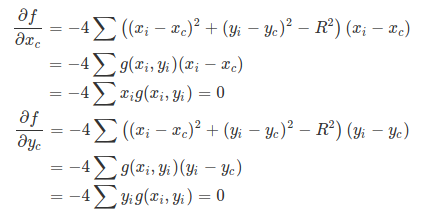 ∂f/∂x_c = −4 ∑ ((x_i − x_c)² + (y_i − y_c)² − R²) (x_i − x_c)
= −4 ∑ g(x_i, y_i)(x_i − x_c)
= −4 ∑ x_i g(x_i, y_i) = 0
∂f/∂y_c = −4 ∑ ((x_i − x_c)² + (y_i − y_c)² − R²) (y_i − y_c)
= −4 ∑ g(x_i, y_i)(y_i − y_c)
= −4 ∑ y_i g(x_i, y_i) = 0